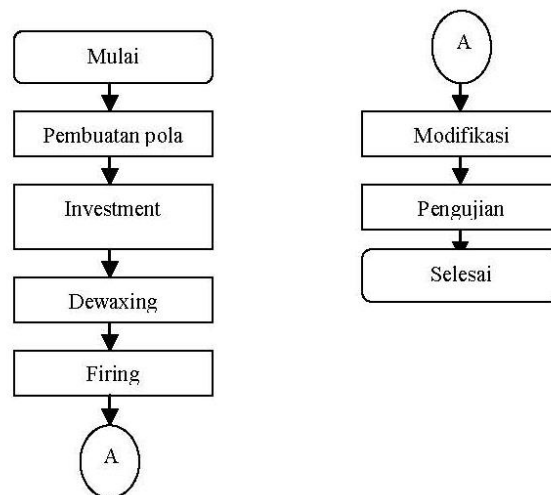 Mulai
Pembuatan pola
Investment
Dewaxing
Firing
A
A
Modifikasi
Pengujian
Selesai